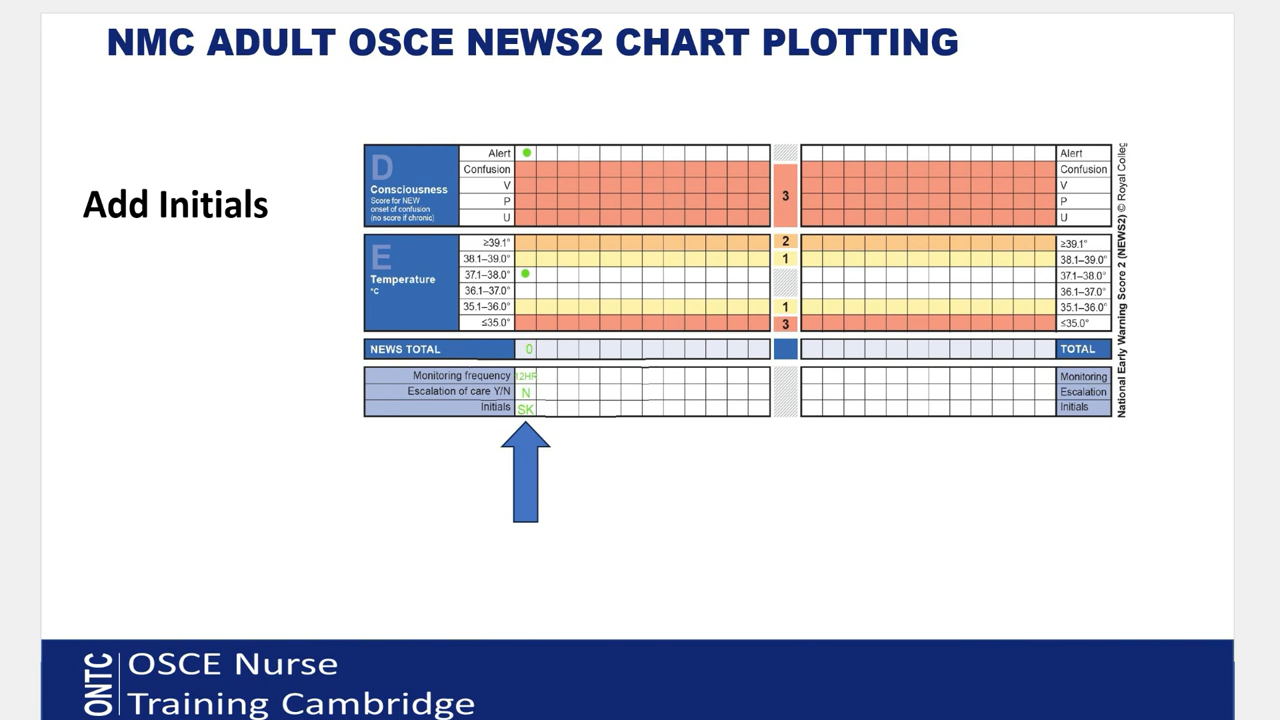 NMC ADULT OSCE NEWS2 CHART PLOTTING
Add Initials
D
Consciousness
Score for NEW
onset of confusion
(no score if chronic)
Alert
Confusion
V
P
U
3
Alert
Confusion
V
P
U
E
Temperature
°C
≥39.1°
38.1–39.0°
37.1–38.0°
36.1–37.0°
35.1–36.0°
≤35.0°
2
1
1
3
≥39.1°
38.1–39.0°
37.1–38.0°
36.1–37.0°
35.1–36.0°
≤35.0°
NEWS TOTAL 0 TOTAL
Monitoring frequency 12HR Monitoring
Escalation of care Y/N N Escalation
Initials SK Initials
National Early Warning Score 2 (NEWS2) © Royal Colleg
ONTC
OSCE Nurse
Training Cambridge